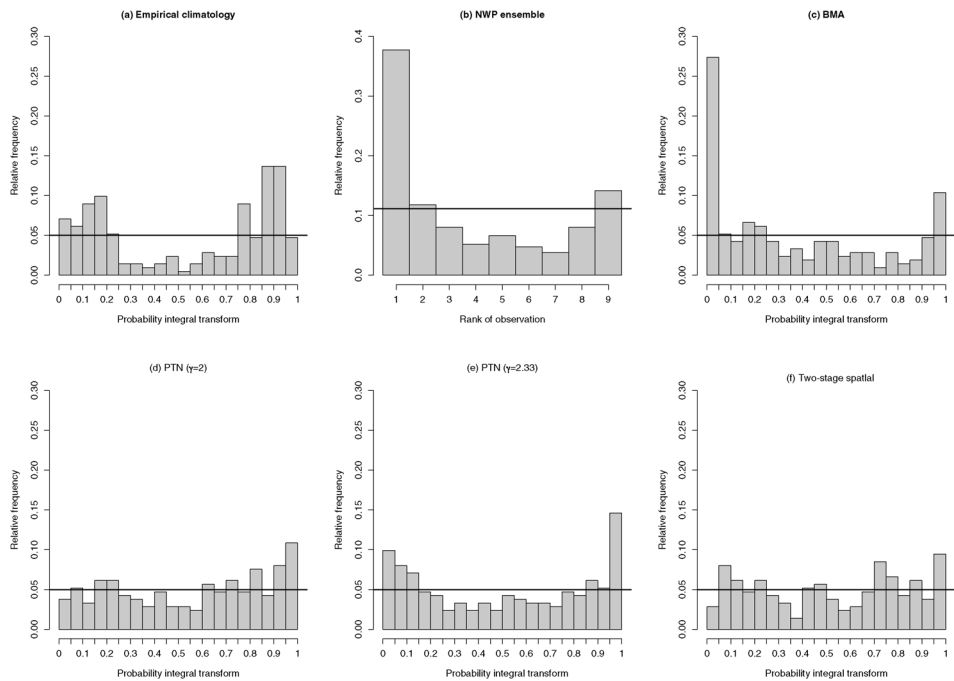 (a) Empirical climatology
Relative frequency
0.00 0.05 0.10 0.15 0.20 0.25 0.30
0 0.1 0.2 0.3 0.4 0.5 0.6 0.7 0.8 0.9 1
Probability integral transform
(b) NWP ensemble
Relative frequency
0.0 0.1 0.2 0.3 0.4
1 2 3 4 5 6 7 8 9
Rank of observation
(c) BMA
Relative frequency
0.00 0.05 0.10 0.15 0.20 0.25 0.30
0 0.1 0.2 0.3 0.4 0.5 0.6 0.7 0.8 0.9 1
Probability integral transform
(d) PTN (γ=2)
Relative frequency
0.00 0.05 0.10 0.15 0.20 0.25 0.30
0 0.1 0.2 0.3 0.4 0.5 0.6 0.7 0.8 0.9 1
Probability integral transform
(e) PTN (γ=2.33)
Relative frequency
0.00 0.05 0.10 0.15 0.20 0.25 0.30
0 0.1 0.2 0.3 0.4 0.5 0.6 0.7 0.8 0.9 1
Probability integral transform
(f) Two-stage spatlal
Relative frequency
0.00 0.05 0.10 0.15 0.20 0.25 0.30
0 0.1 0.2 0.3 0.4 0.5 0.6 0.7 0.8 0.9 1
Probability integral transform